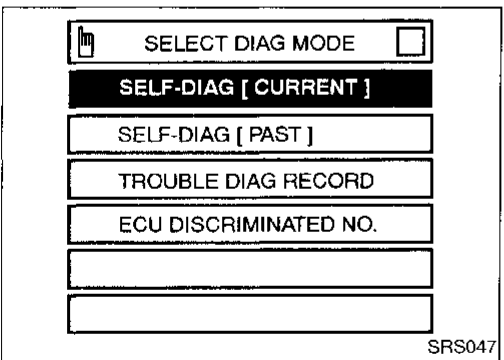 SELECT DIAG MODE
SELF-DIAG [ CURRENT ]
SELF-DIAG [ PAST ]
TROUBLE DIAG RECORD
ECU DISCRIMINATED NO.
SRS047